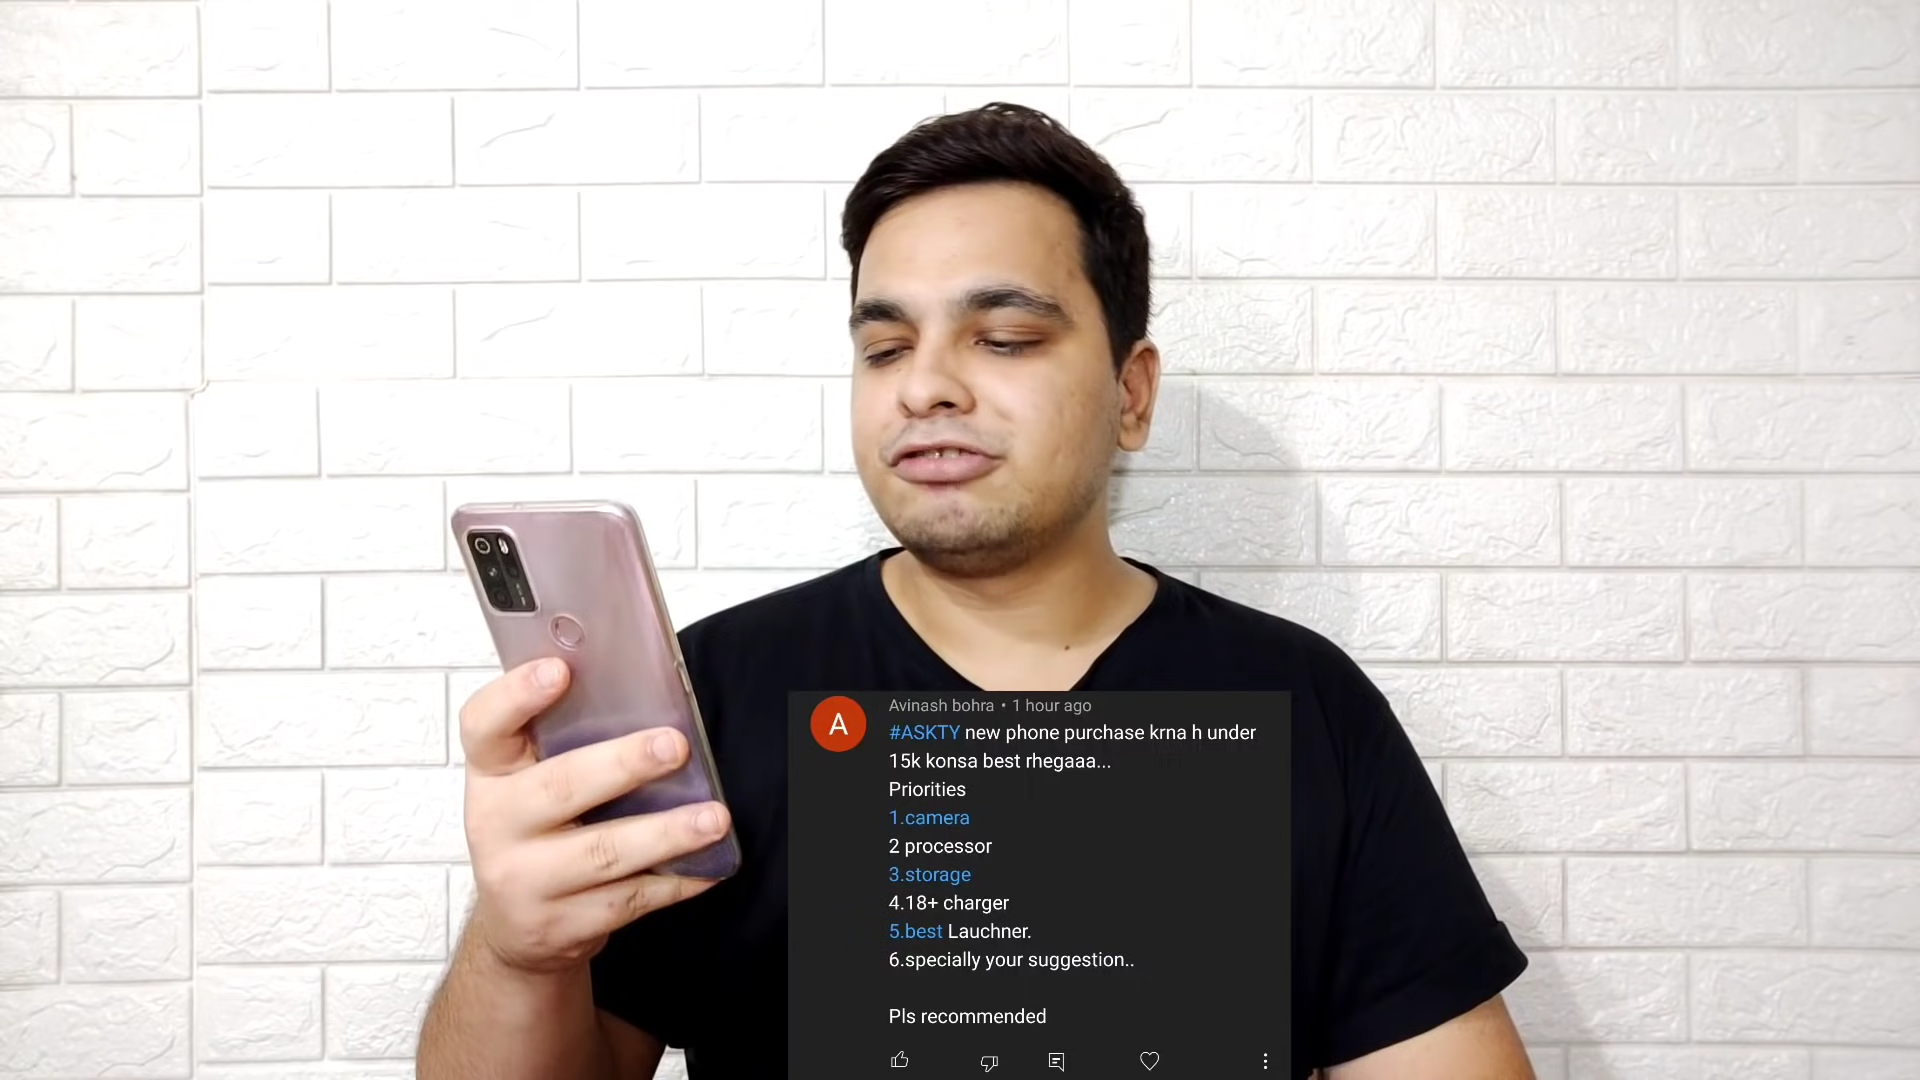 A
Avinash bohra • 1 hour ago
#ASKTY new phone purchase krna h under
15k konsa best rhegaaa...
Priorities
1.camera
2 processor
3.storage
4.18+ charger
5.best Lauchner.
6.specially your suggestion..
Pls recommended